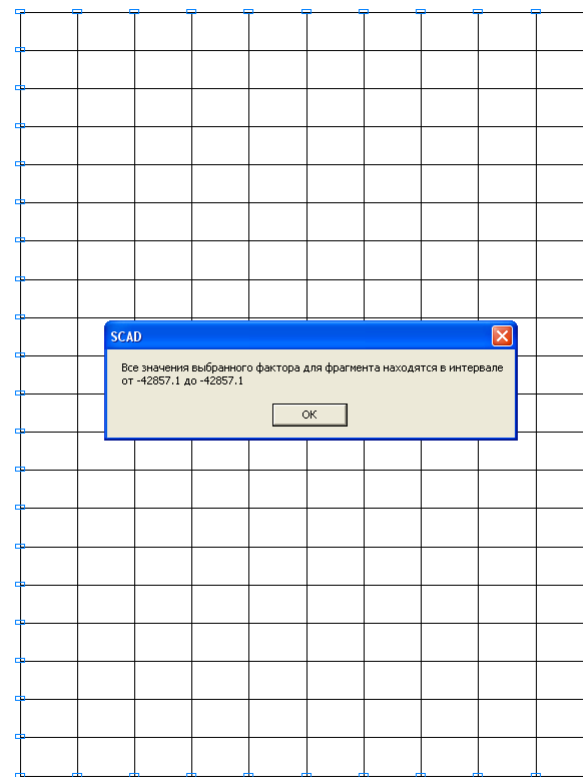 SCAD
Все значения выбранного фактора для фрагмента находятся в интервале
от -42857.1 до -42857.1
OK